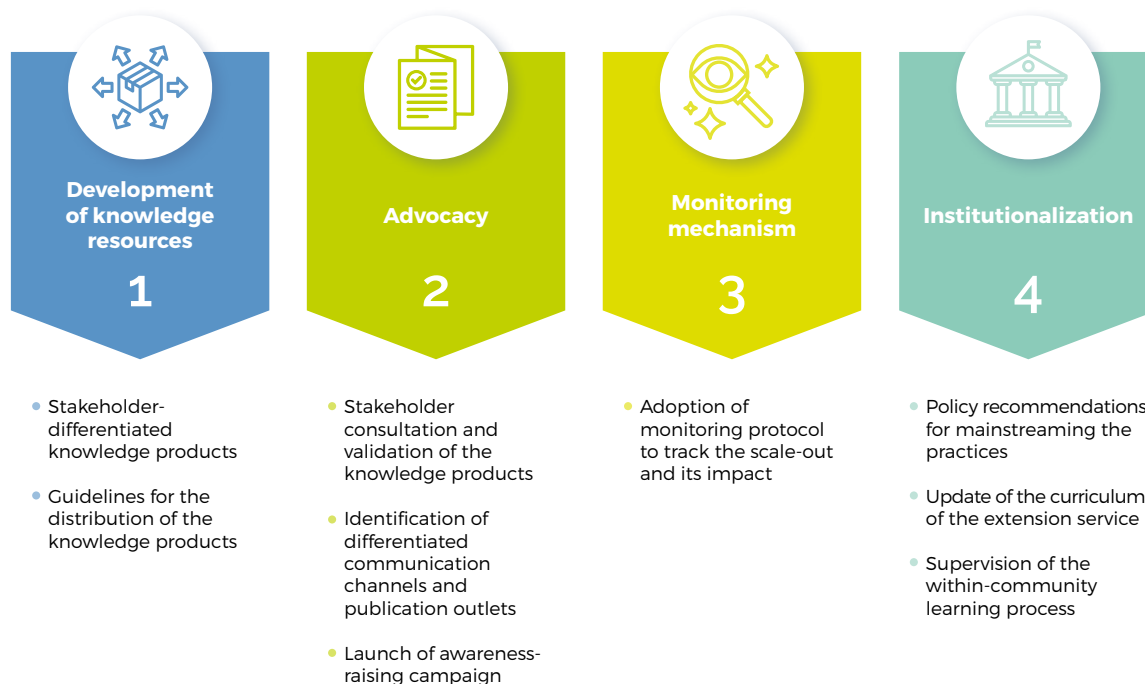 Development
of knowledge
resources
1
Stakeholder-
differentiated
knowledge products
Guidelines for the
distribution of the
knowledge products
Advocacy
2
Stakeholder
consultation and
validation of the
knowledge products
Identification of
differentiated
communication
channels and
publication outlets
Launch of awareness-
raising campaign
Monitoring
mechanism
3
Adoption of
monitoring protocol
to track the scale-out
and its impact
Institutionalization
4
Policy recommendations
for mainstreaming the
practices
Update of the curriculum
of the extension service
Supervision of the
within-community
learning process